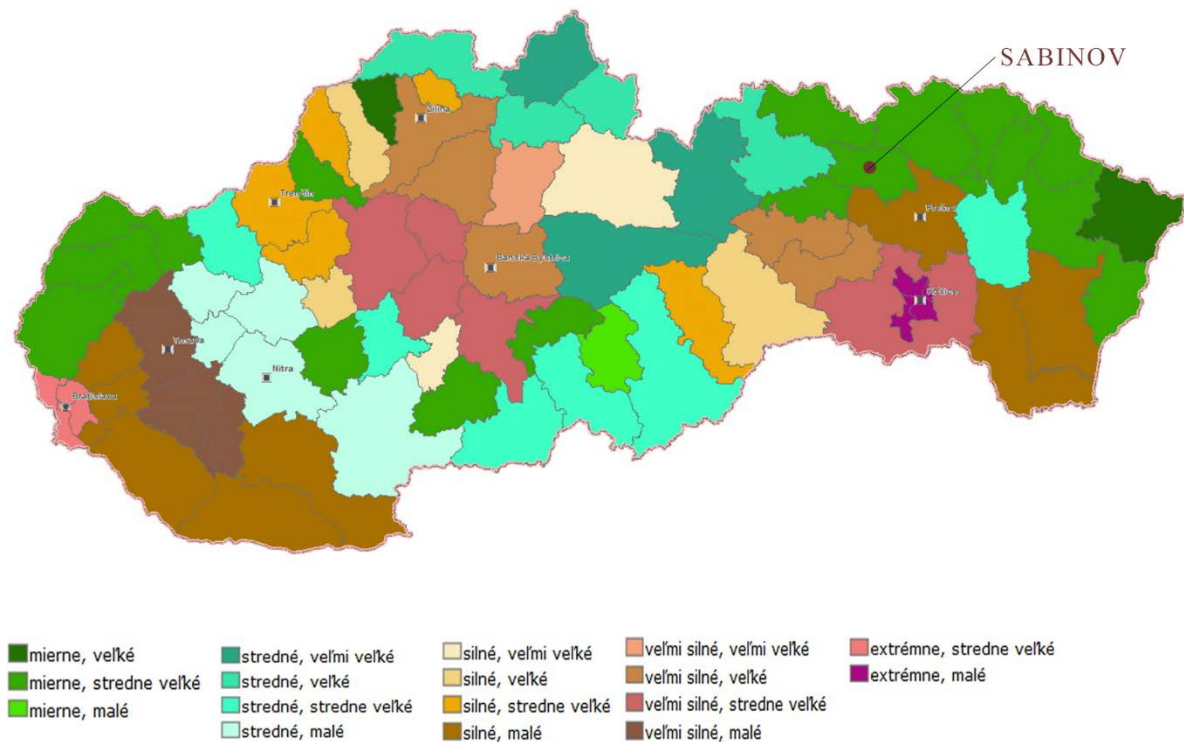 SABINOV
Žilina
Trenčín
Prešov
Banská Bystrica
Košice
Trnava
Nitra
Bratislava
mierne, veľké
mierne, stredne veľké
mierne, malé
stredné, veľmi veľké
stredné, veľké
stredné, stredne veľké
stredné, malé
silné, veľmi veľké
silné, veľké
silné, stredne veľké
silné, malé
veľmi silné, veľmi veľké
veľmi silné, veľké
veľmi silné, stredne veľké
veľmi silné, malé
extrémne, stredne veľké
extrémne, malé